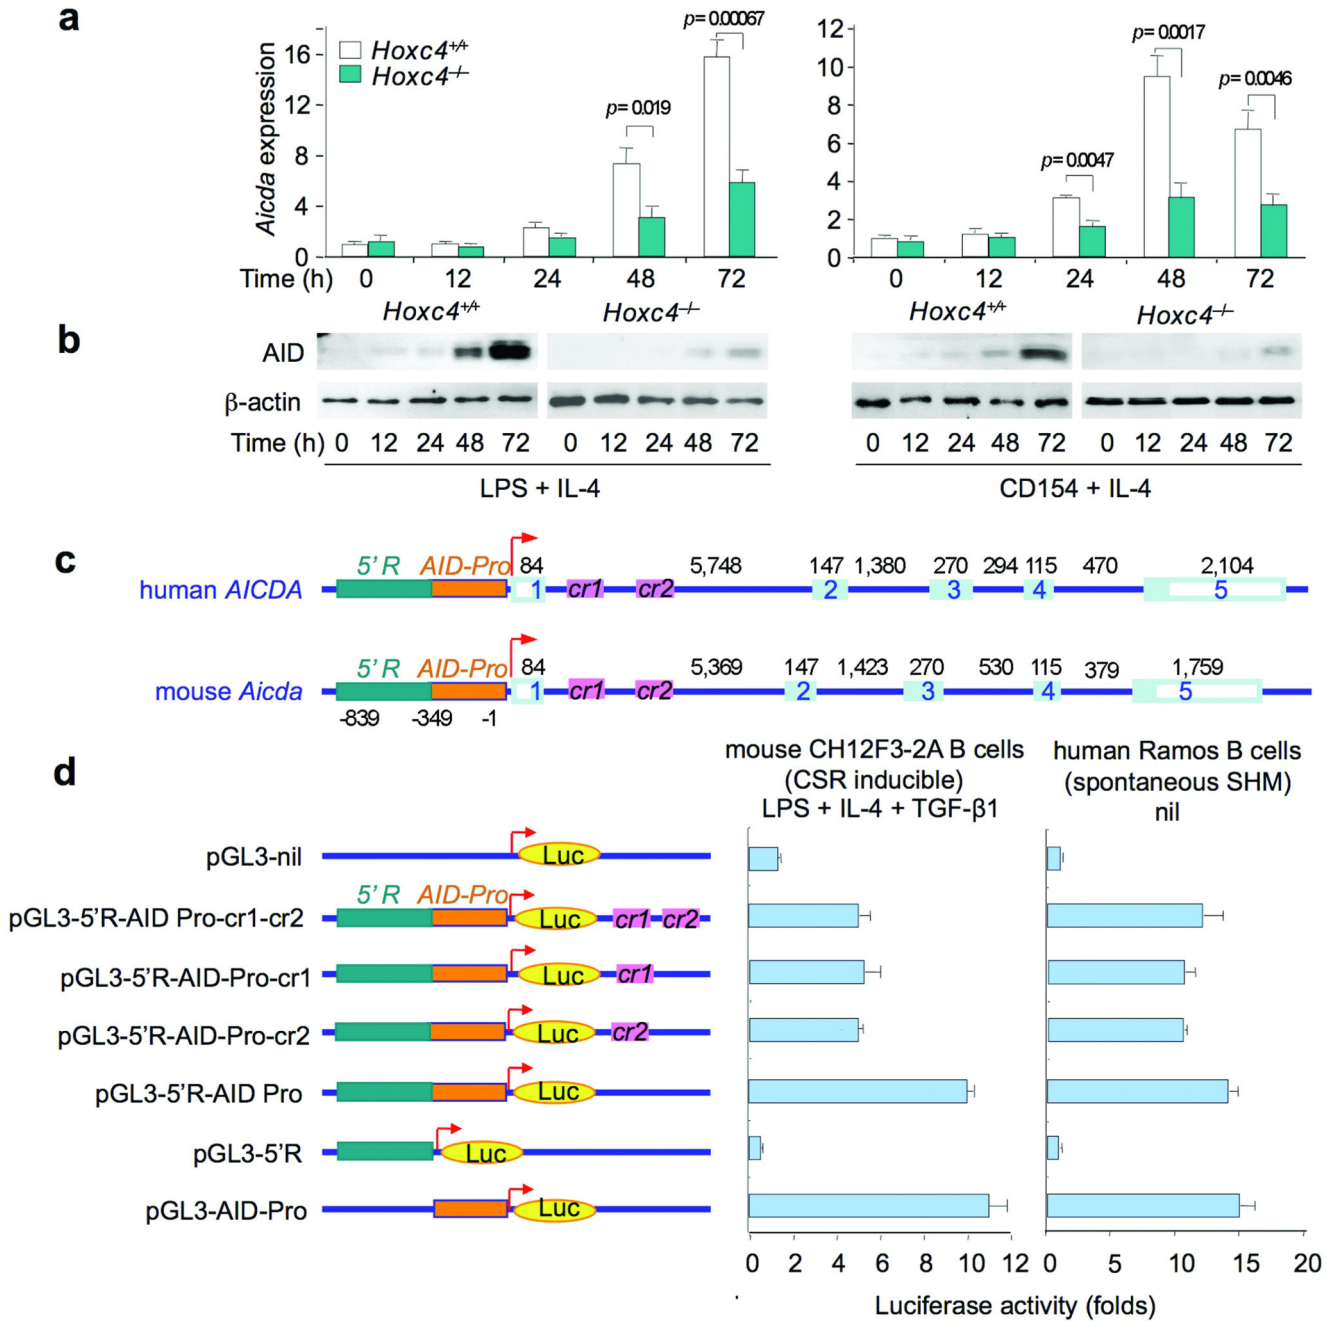 a
Aicda expression
16
12
8
4
0
Hoxc4+/+
Hoxc4–/–
p= 0.019
p= 0.00067
Time (h) 0 12 24 48 72
12
10
8
6
4
2
0
p= 0.0047
p= 0.0017
p= 0.0046
0 12 24 48 72
b
Hoxc4+/+ Hoxc4–/– Hoxc4+/+ Hoxc4–/–
AID
β-actin
Time (h) 0 12 24 48 72 0 12 24 48 72 0 12 24 48 72 0 12 24 48 72
LPS + IL-4 CD154 + IL-4
c
5' R AID-Pro 84 5,748 147 1,380 270 294 115 470 2,104
human AICDA 1 cr1 cr2 2 3 4 5
5' R AID-Pro 84 5,369 147 1,423 270 530 115 379 1,759
mouse Aicda 1 cr1 cr2 2 3 4 5
-839 -349 -1
d
mouse CH12F3-2A B cells
(CSR inducible)
LPS + IL-4 + TGF-β1
human Ramos B cells
(spontaneous SHM)
nil
pGL3-nil Luc
5' R AID-Pro
pGL3-5'R-AID Pro-cr1-cr2 Luc cr1 cr2
pGL3-5'R-AID-Pro-cr1 Luc cr1
pGL3-5'R-AID-Pro-cr2 Luc cr2
pGL3-5'R-AID Pro Luc
pGL3-5'R Luc
pGL3-AID-Pro Luc
0 2 4 6 8 10 12 0 5 10 15 20
Luciferase activity (folds)